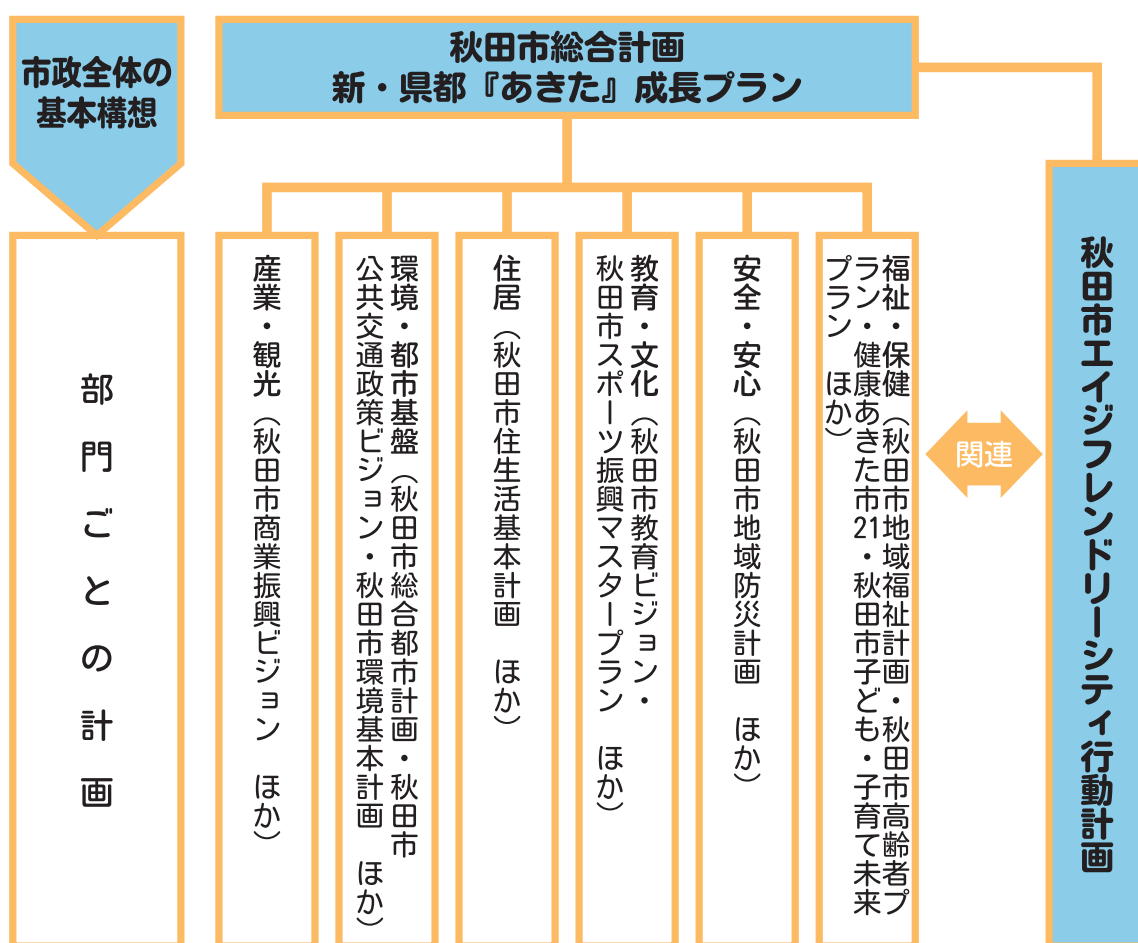 市政全体の
基本構想
秋田市総合計画
新・県都『あきた』成長プラン
部門ごとの計画
産業・観光（秋田市商業振興ビジョン　ほか）
環境・都市基盤（秋田市総合都市計画・秋田市
公共交通政策ビジョン・秋田市環境基本計画　ほか）
住居（秋田市住生活基本計画　ほか）
教育・文化（秋田市教育ビジョン・
秋田市スポーツ振興マスタープラン　ほか）
安全・安心（秋田市地域防災計画　ほか）
福祉・保健（秋田市地域福祉計画・秋田市高齢者プ
ラン・健康あきた市21・秋田市子ども・子育て未来
プラン　ほか）
関連
秋田市エイジフレンドリーシティ行動計画